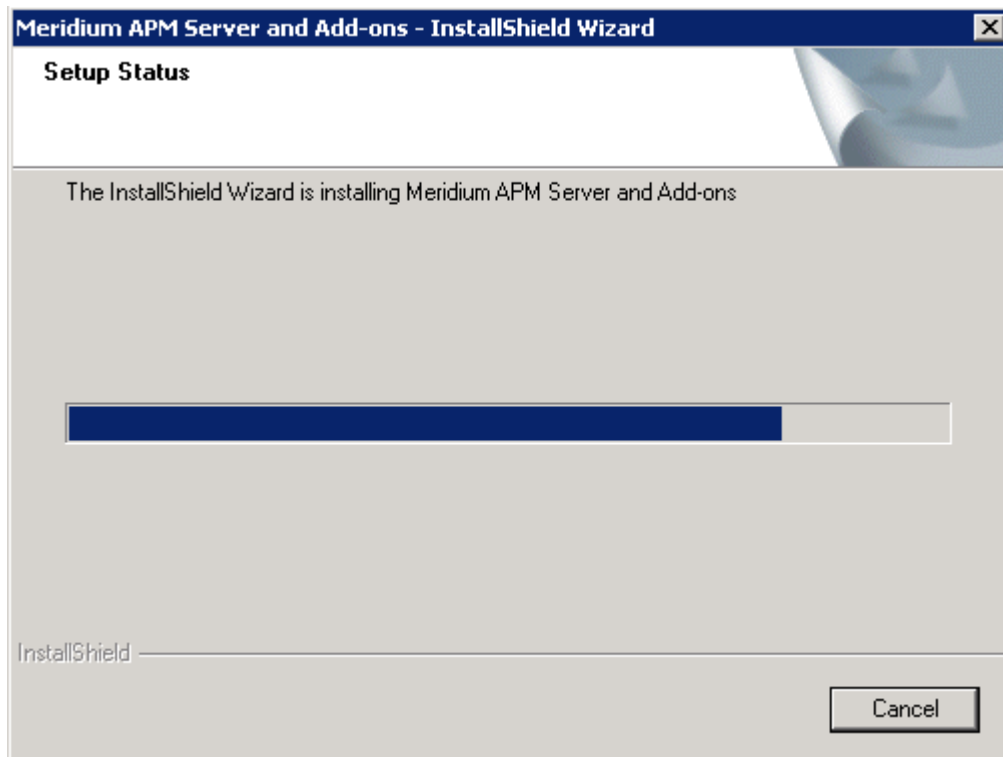 Meridium APM Server and Add-ons - InstallShield Wizard
Setup Status
The InstallShield Wizard is installing Meridium APM Server and Add-ons
InstallShield
Cancel